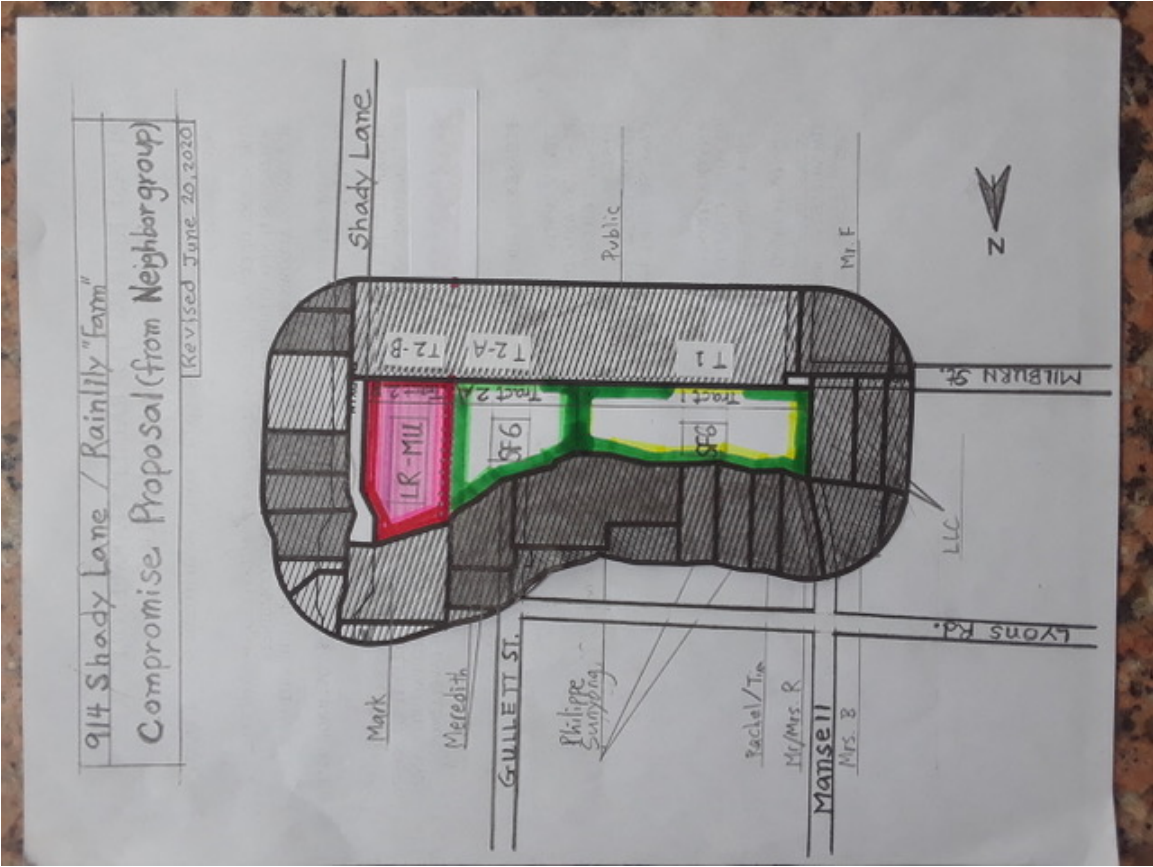 914 Shady Lane / Rainlily "farm"
Compromise Proposal (from Neighborgroup)
Revised June 20, 2020
Shady Lane
Public
Mr. F
N
T2-B
T2-A
T1
Tract 2A
Tract 1
LR-MU
SF6
SF6
MILBURN St.
LLC
Lyons Rd.
Mark
Meredith
GULLETT ST.
Philippe
Sunyong
Rachel/Tim
Mr/Mrs. R
Mansell
Mrs. B